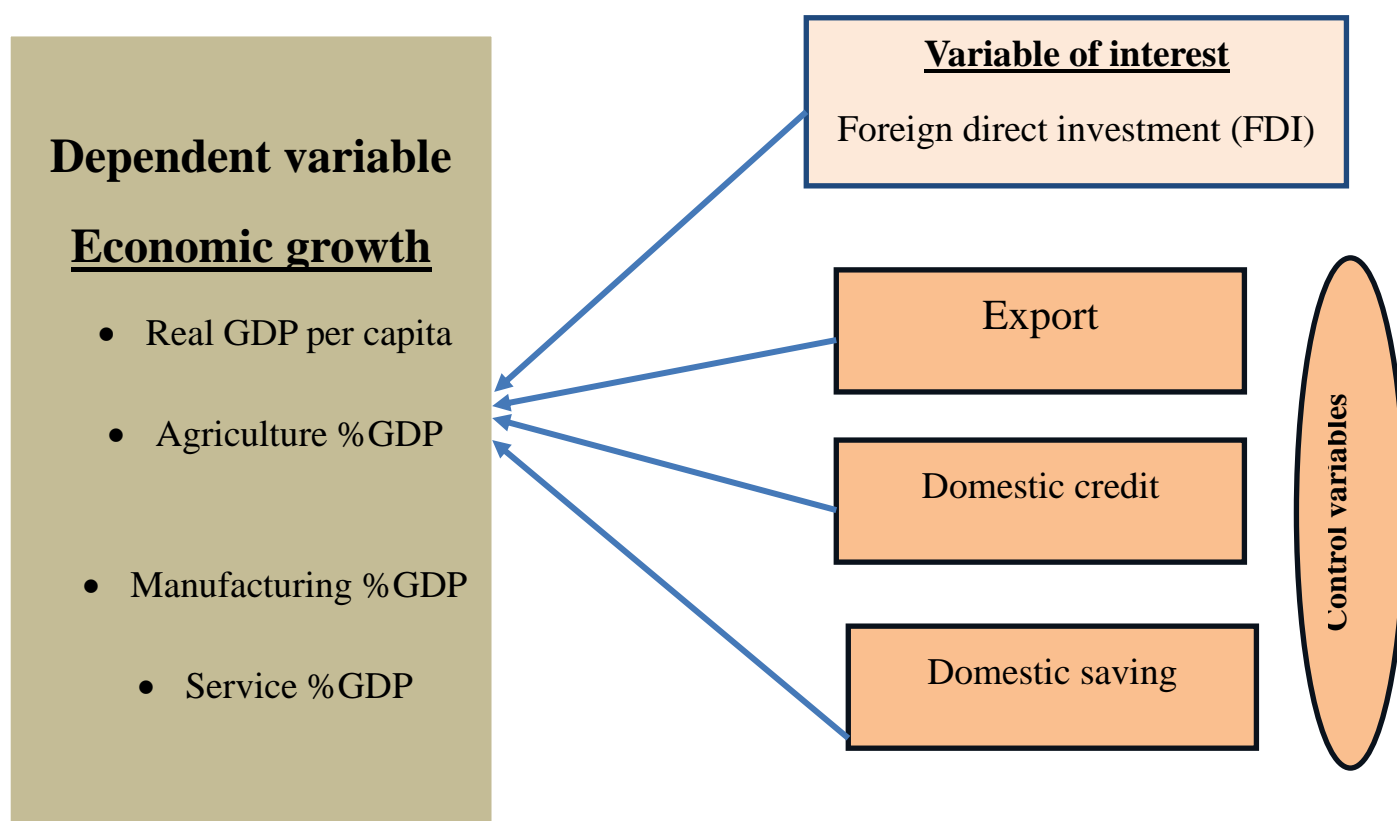 Dependent variable
Economic growth
• Real GDP per capita
• Agriculture %GDP
• Manufacturing %GDP
• Service %GDP
Variable of interest
Foreign direct investment (FDI)
Export
Domestic credit
Domestic saving
Control variables